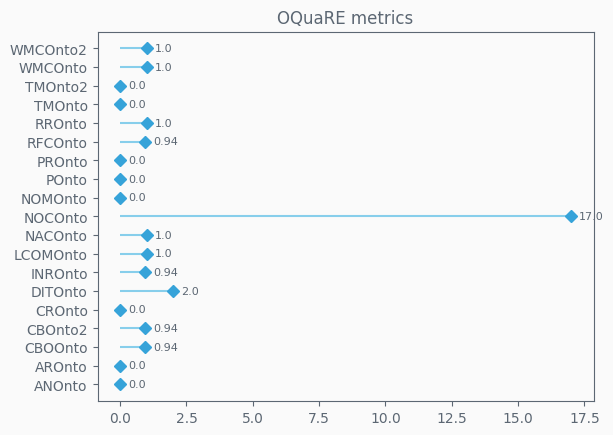 OQuaRE metrics
WMCOnto2 1.0
WMCOnto 1.0
TMOnto2 0.0
TMOnto 0.0
RROnto 1.0
RFCOnto 0.94
PROnto 0.0
POnto 0.0
NOMOnto 0.0
NOCOnto 17.0
NACOnto 1.0
LCOMOnto 1.0
INROnto 0.94
DITOnto 2.0
CROnto 0.0
CBOnto2 0.94
CBOOnto 0.94
AROnto 0.0
ANOnto 0.0
0.0 2.5 5.0 7.5 10.0 12.5 15.0 17.5